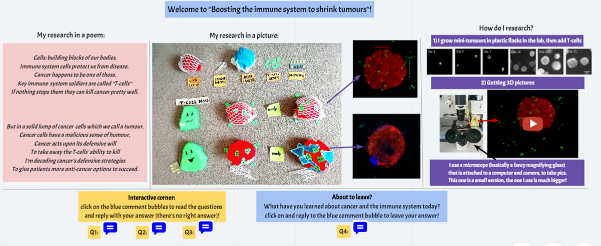 Welcome to "Boosting the immune system to shrink tumours"!
My research in a poem:
Cells: building blocks of our bodies,
Immune system cells protect us from disease,
Cancer happens to be one of these,
Key immune system soldiers are called "T-cells"
If nothing stops them they can kill cancer pretty well.
But in a solid lump of cancer cells which we call a tumour,
Cancer cells have a malicious sense of humour,
Cancer acts upon its defensive will
To take away the T-cells' ability to kill
I'm decoding cancer's defensive strategies
To give patients more anti-cancer options to succeed.
My research in a picture:
T-CELL
How do I research?
1) I grow mini-tumours in plastic flasks in the lab, then add T-cells
2) Getting 3D pictures
I use a microscope (basically a fancy magnifying glass)
that is attached to a computer and camera, to take pics.
This one is a small version, the one I use is much bigger!
Interactive corner:
click on the blue comment bubbles to read the questions
and reply with your answer (there's no right answer)!
Q1:
Q2:
Q3:
About to leave?
What have you learned about cancer and the immune system today?
click on and reply to the blue comment bubble to leave your answer!
Q4: